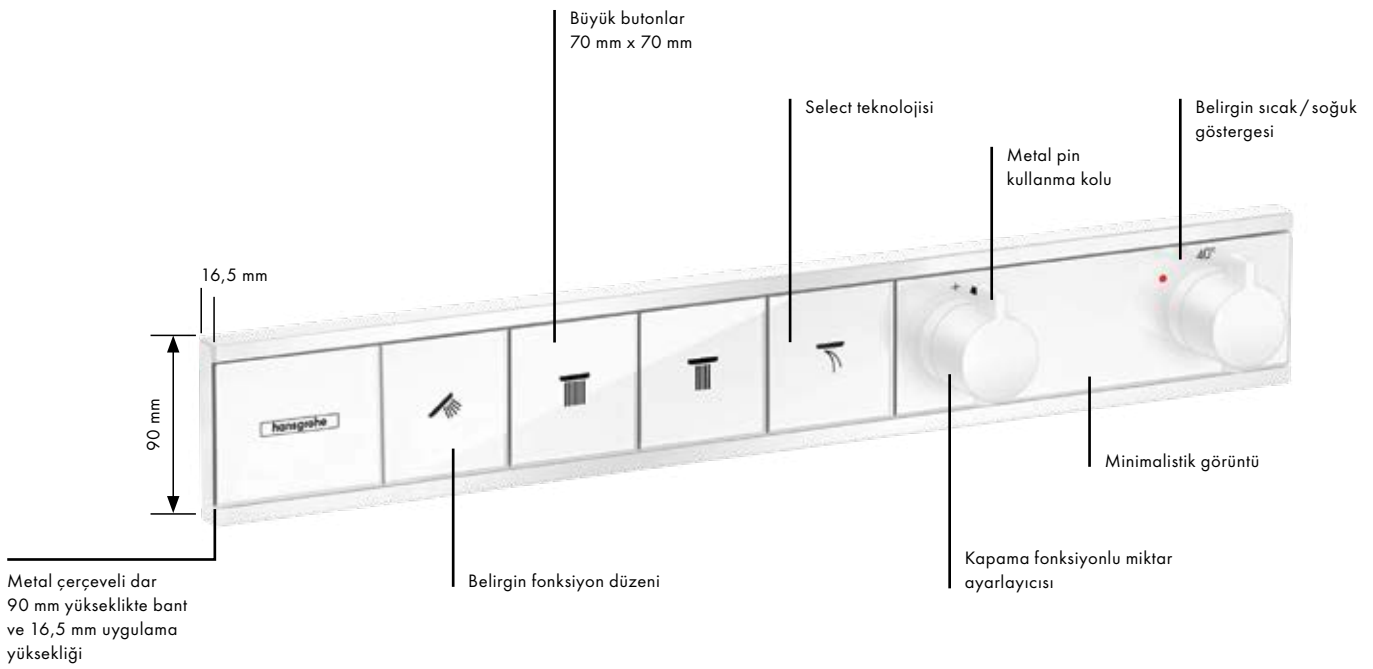 Büyük butonlar
70 mm x 70 mm
Select teknolojisi
Belirgin sıcak / soğuk
göstergesi
Metal pin
kullanma kolu
16,5 mm
40°
+
90 mm
hansgrohe
Minimalistik görüntü
Kapama fonksiyonlu miktar
ayarlayıcısı
Belirgin fonksiyon düzeni
Metal çerçeveli dar
90 mm yükseklikte bant
ve 16,5 mm uygulama
yüksekliği